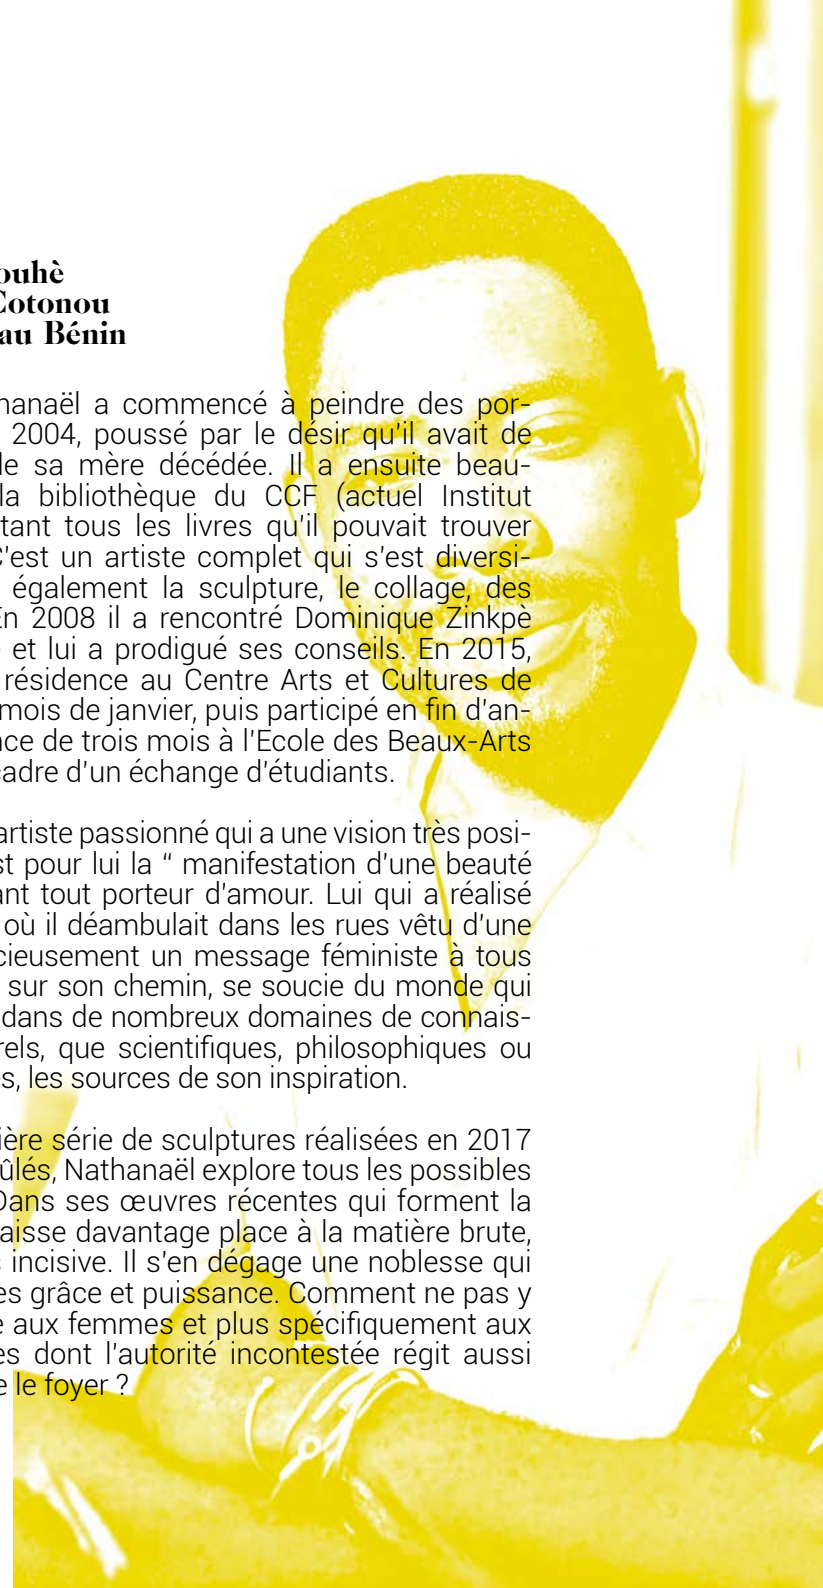 ouhè
Cotonou
au Bénin
hanaël a commencé à peindre des por-
2004, poussé par le désir qu'il avait de
de sa mère décédée. Il a ensuite beau-
la bibliothèque du CCF (actuel Institut
tant tous les livres qu'il pouvait trouver
C'est un artiste complet qui s'est diversi-
également la sculpture, le collage, des
En 2008 il a rencontré Dominique Zinkpè
et lui a prodigué ses conseils. En 2015,
résidence au Centre Arts et Cultures de
mois de janvier, puis participé en fin d'an-
nce de trois mois à l'Ecole des Beaux-Arts
cadre d'un échange d'étudiants.
artiste passionné qui a une vision très posi-
st pour lui la “ manifestation d'une beauté
ant tout porteur d'amour. Lui qui a réalisé
où il déambulait dans les rues vêtu d'une
cieusement un message féministe à tous
sur son chemin, se soucie du monde qui
dans de nombreux domaines de connais-
rels, que scientifiques, philosophiques ou
s, les sources de son inspiration.
ière série de sculptures réalisées en 2017
ûlés, Nathanaël explore tous les possibles
Dans ses œuvres récentes qui forment la
laisse davantage place à la matière brute,
s incisive. Il s'en dégage une noblesse qui
es grâce et puissance. Comment ne pas y
e aux femmes et plus spécifiquement aux
es dont l'autorité incontestée régit aussi
e le foyer ?